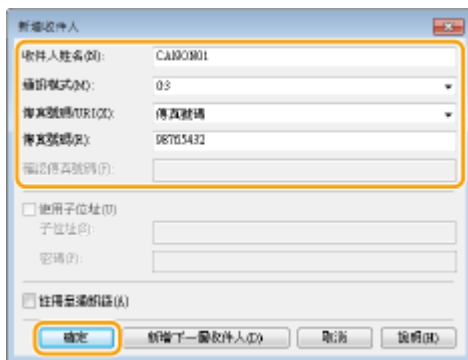 新增收件人
收件人姓名(N): CANON01
通訊模式(M): G3
傳真號碼/URI(X): 傳真號碼
傳真號碼(R): 98765432
確認傳真號碼(F):
使用子位址(U)
子位址(S):
密碼(P):
註冊至通訊錄(A)
確定 新增下一個收件人(D) 取消 說明(H)